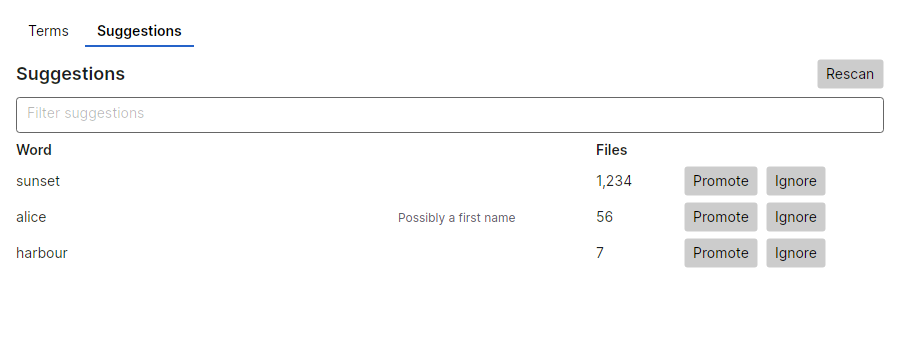 Terms Suggestions
Suggestions Rescan
Filter suggestions
Word Files
sunset 1,234 Promote Ignore
alice Possibly a first name 56 Promote Ignore
harbour 7 Promote Ignore